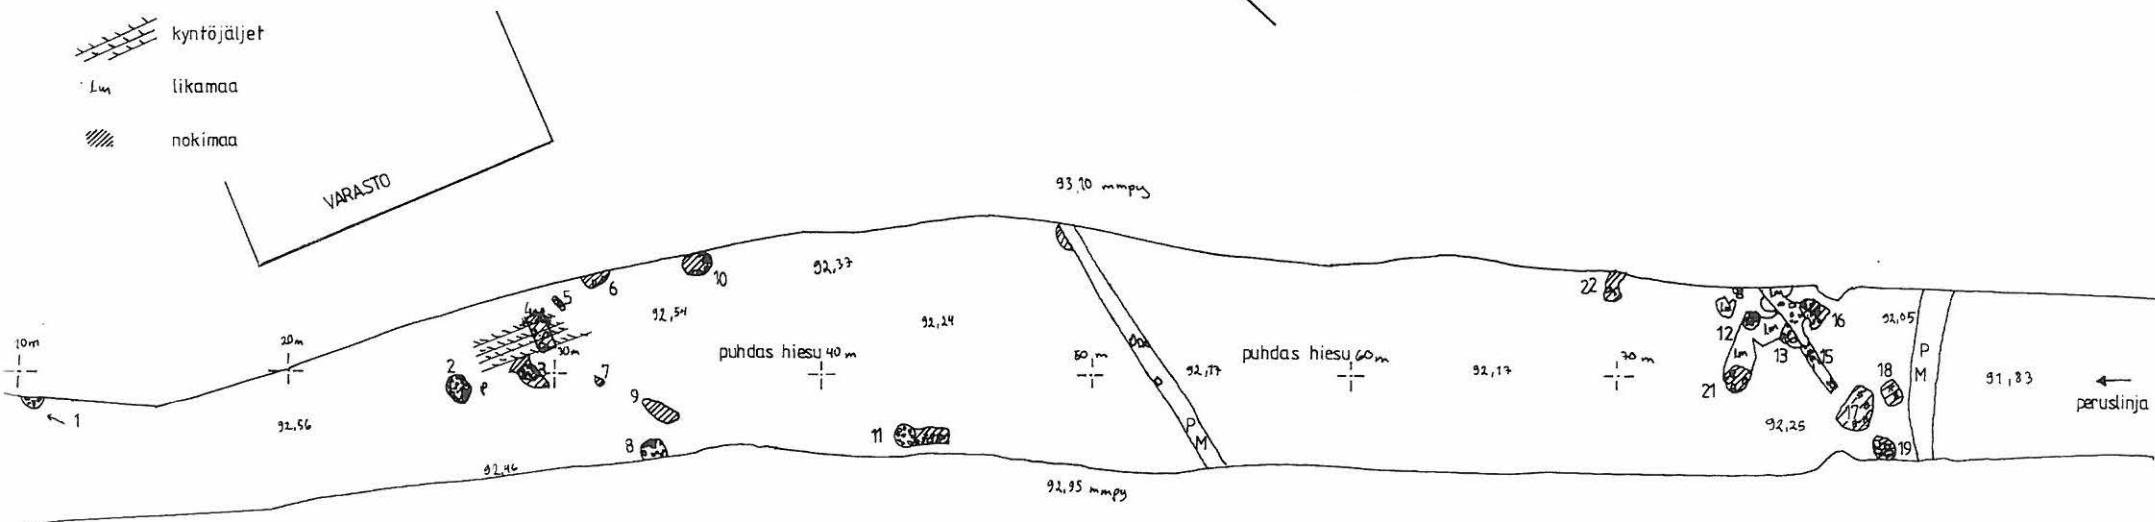 kyntöjäljet
Lm likamaa
nokimaa
VARASTO
93,10 mmpy
10
92,37
6
5
22
92,54
92,24
16
92,05
12
10m
20m
30m
puhdas hiesu 40 m
50 m
puhdas hiesu 60 m
92,17
92,17
70 m
Lm
Lm
Lm
Lm
13
15
P
M
2
P
3
7
21
18
91,83
peruslinja
1
9
17
92,56
11
P
M
92,25
8
19
92,46
92,95 mmpy